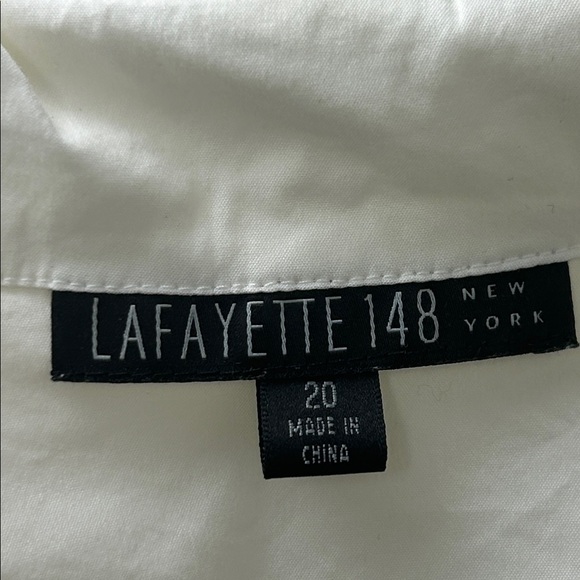 LAFAYETTE 148 NEW YORK
20
MADE IN
CHINA